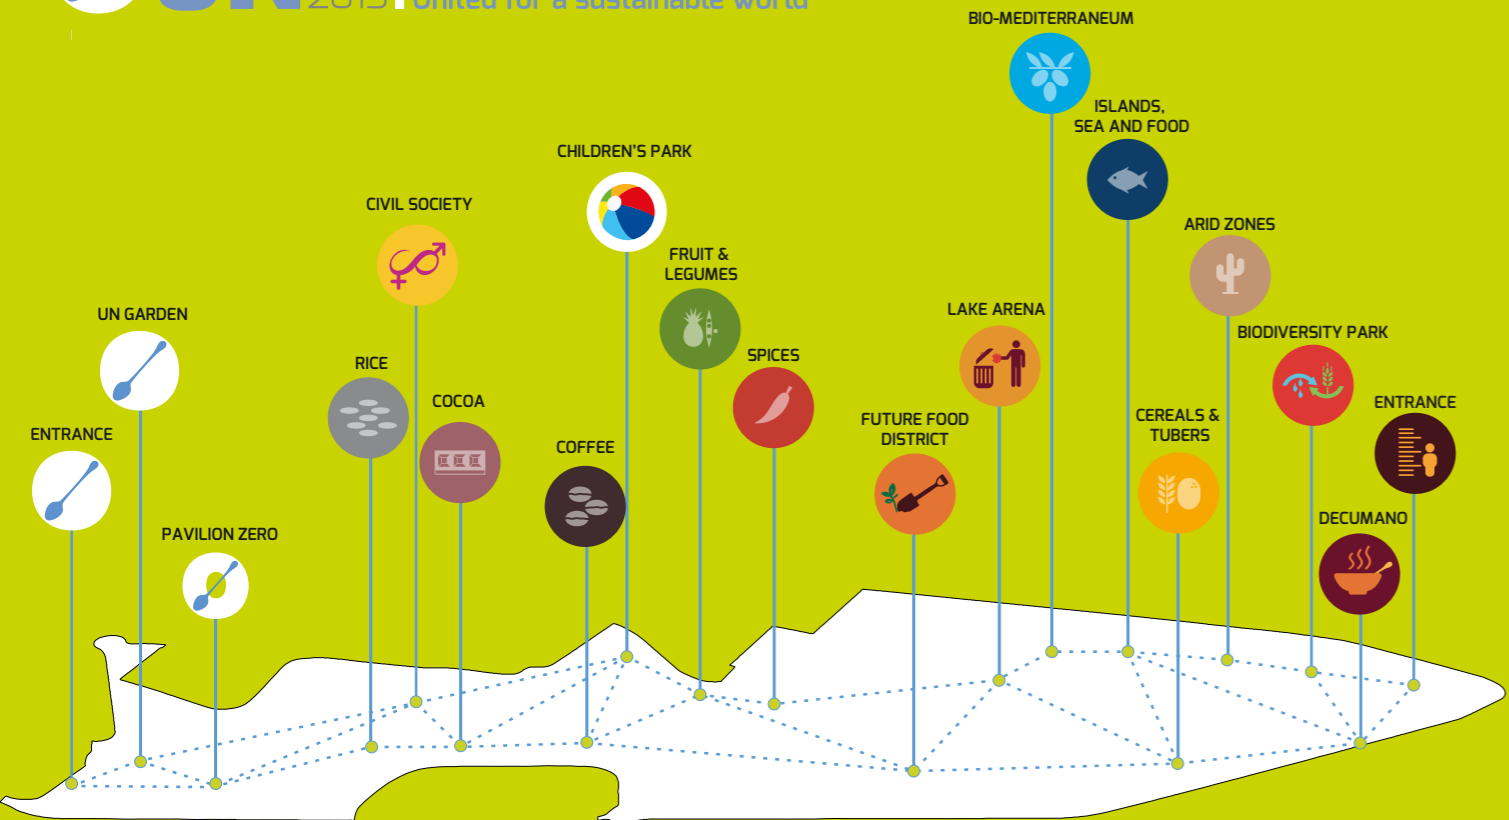 UN 2015 United for a sustainable world
BIO-MEDITERRANEUM
ISLANDS,
SEA AND FOOD
CHILDREN'S PARK
CIVIL SOCIETY
ARID ZONES
FRUIT &
LEGUMES
UN GARDEN
LAKE ARENA
BIODIVERSITY PARK
RICE
SPICES
COCOA
ENTRANCE
CEREALS &
TUBERS
FUTURE FOOD
DISTRICT
ENTRANCE
COFFEE
DECUMANO
PAVILION ZERO